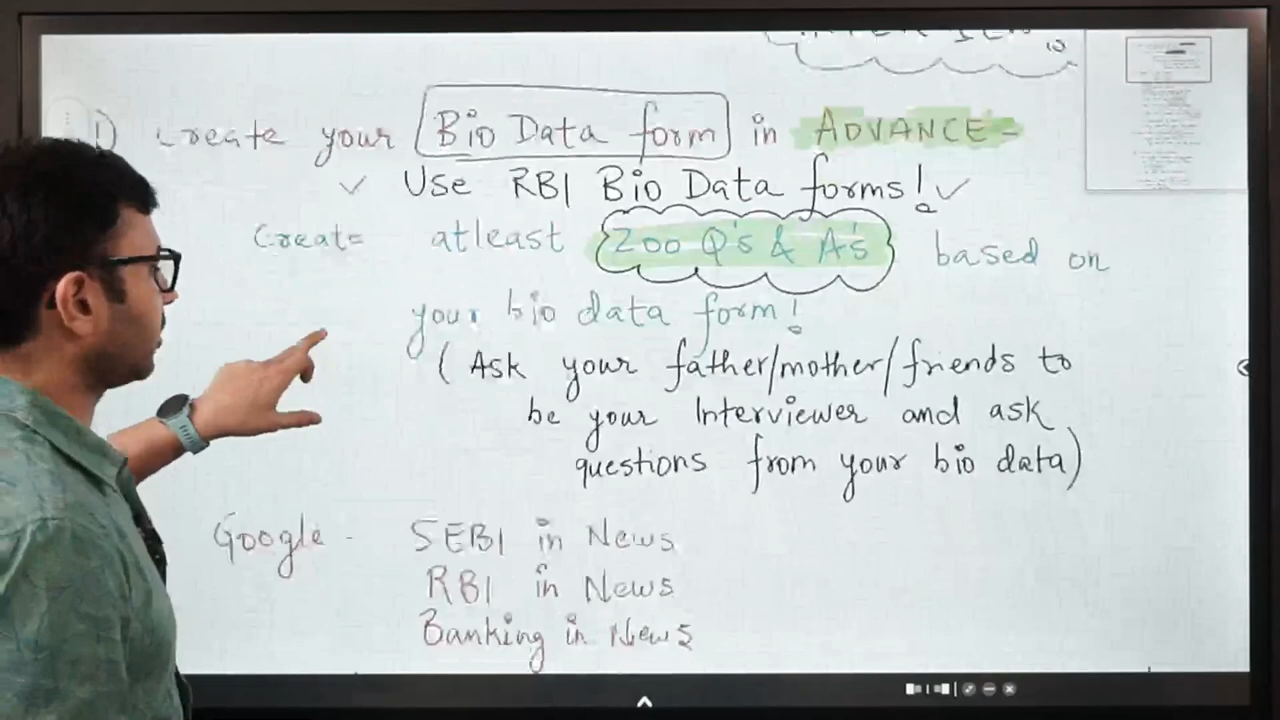 1) Create your Bio Data form in ADVANCE -
✓ Use RBI Bio Data forms! ✓
Create atleast 200 Q's & A's based on
your bio data form!
( Ask your father/mother/friends to
be your Interviewer and ask
questions from your bio data)
Google - SEBI in News
RBI in News
Banking in News